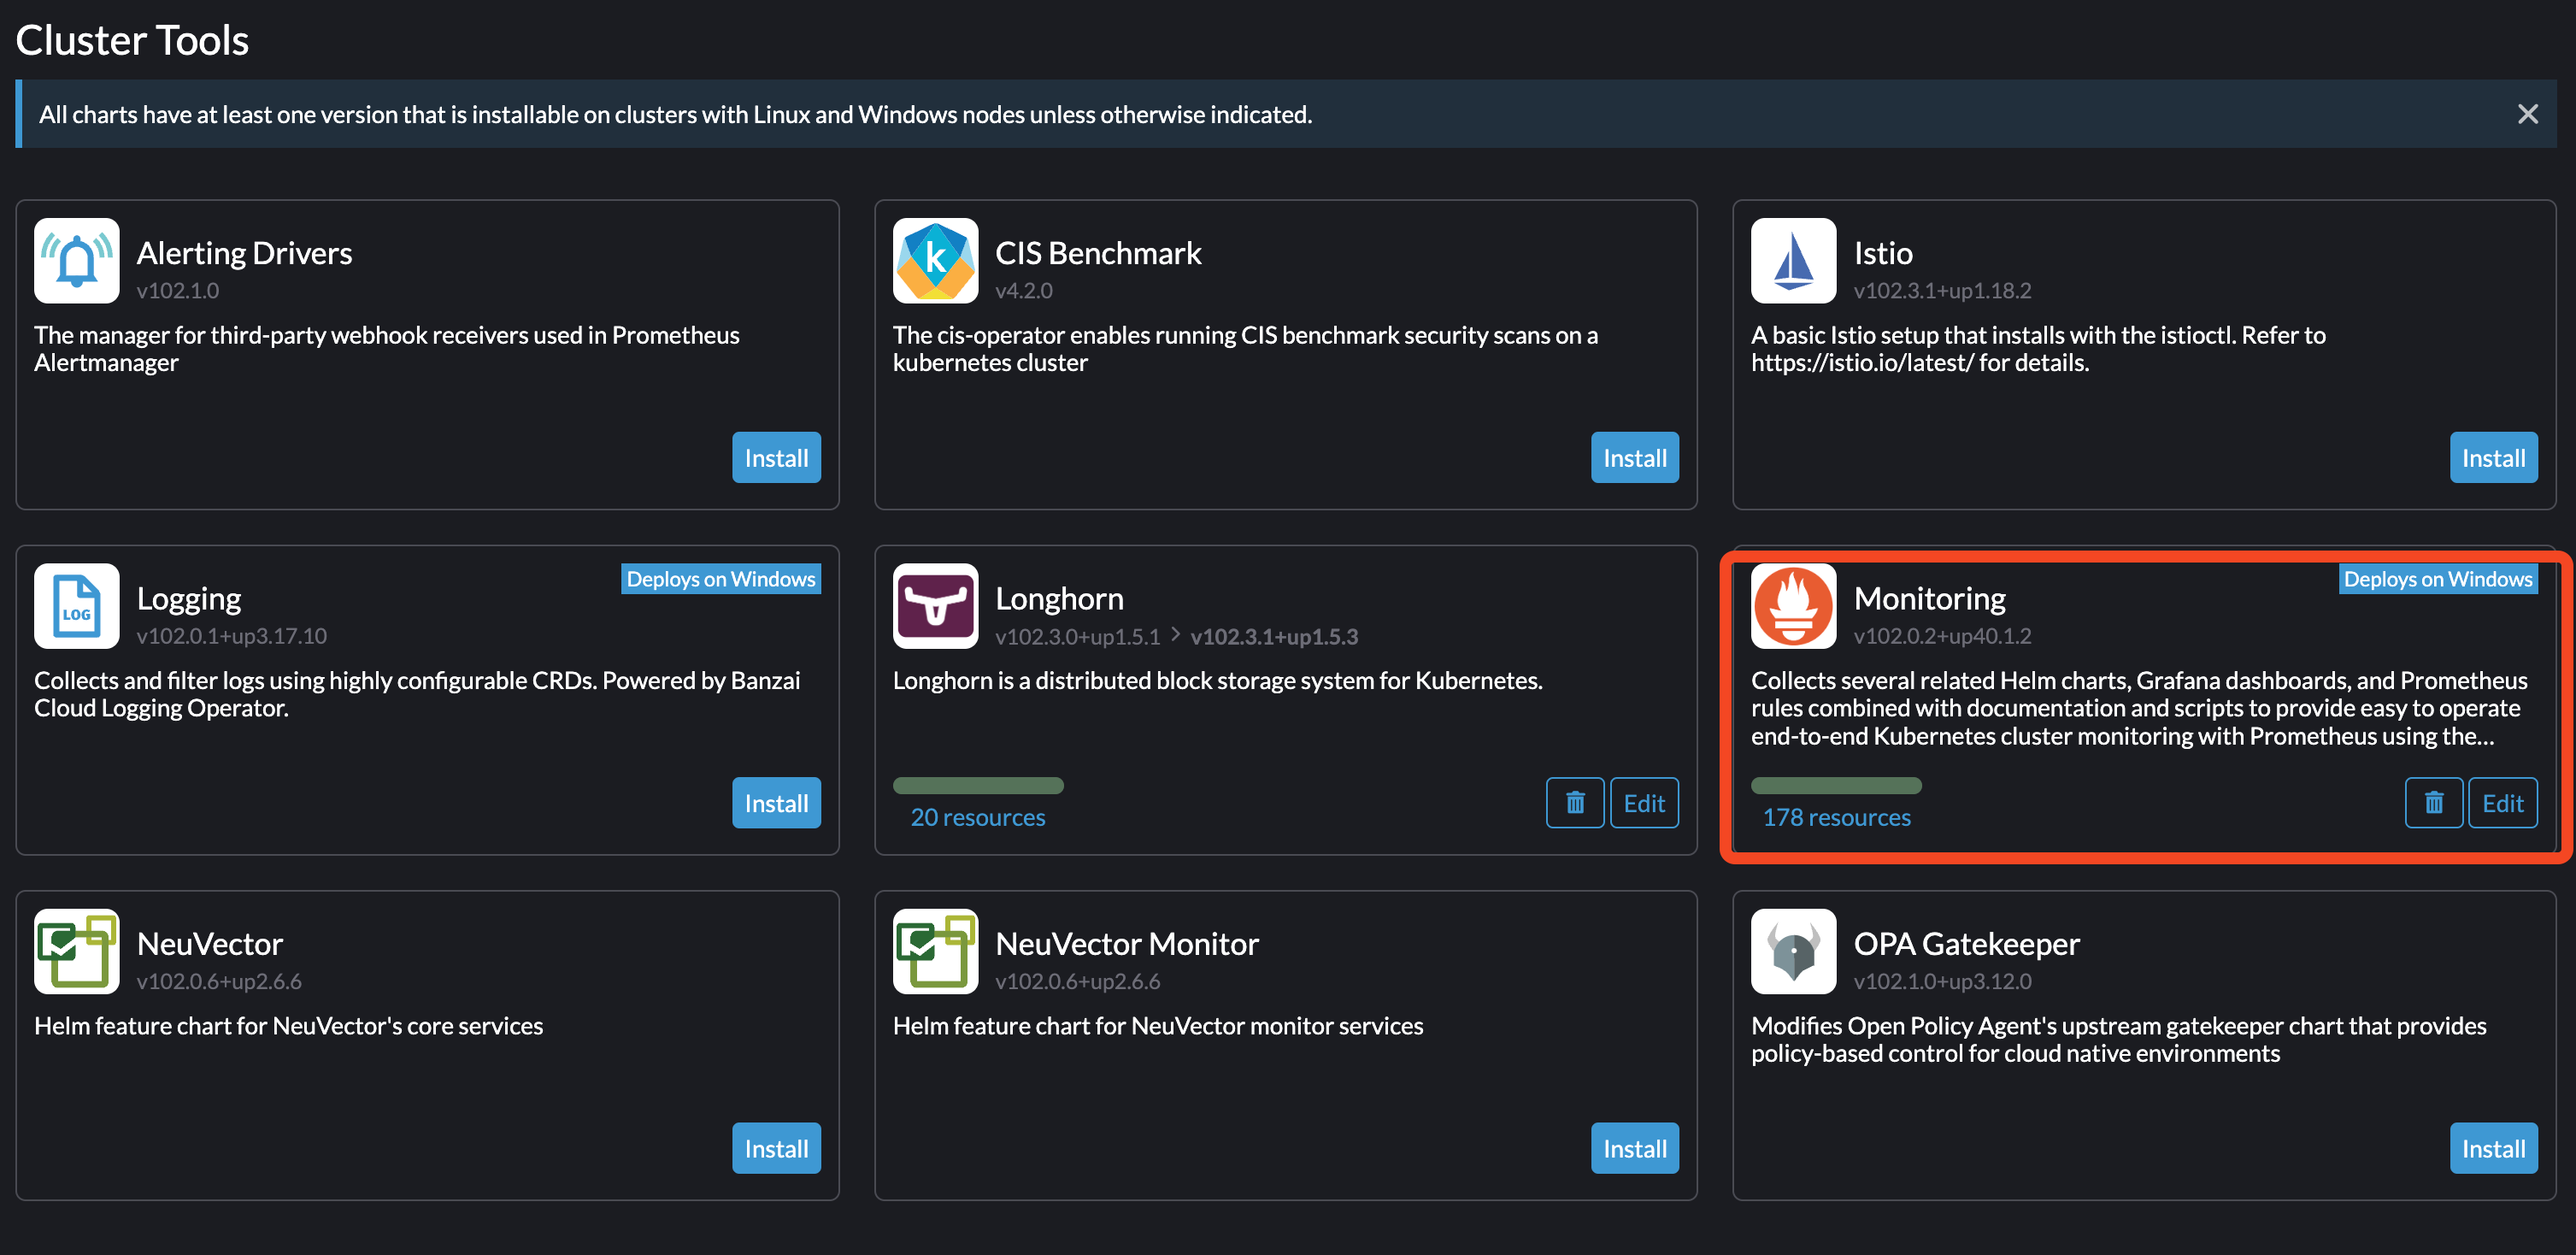 Cluster Tools
All charts have at least one version that is installable on clusters with Linux and Windows nodes unless otherwise indicated.
Alerting Drivers
v102.1.0
The manager for third-party webhook receivers used in Prometheus
Alertmanager
Install
k
CIS Benchmark
v4.2.0
The cis-operator enables running CIS benchmark security scans on a
kubernetes cluster
Install
Istio
v102.3.1+up1.18.2
A basic Istio setup that installs with the istioctl. Refer to
https://istio.io/latest/ for details.
Install
Deploys on Windows
LOG
Logging
v102.0.1+up3.17.10
Collects and filter logs using highly configurable CRDs. Powered by Banzai
Cloud Logging Operator.
Install
Longhorn
v102.3.0+up1.5.1 > v102.3.1+up1.5.3
Longhorn is a distributed block storage system for Kubernetes.
20 resources
Edit
Deploys on Windows
Monitoring
v102.0.2+up40.1.2
Collects several related Helm charts, Grafana dashboards, and Prometheus
rules combined with documentation and scripts to provide easy to operate
end-to-end Kubernetes cluster monitoring with Prometheus using the...
178 resources
Edit
NeuVector
v102.0.6+up2.6.6
Helm feature chart for NeuVector's core services
Install
NeuVector Monitor
v102.0.6+up2.6.6
Helm feature chart for NeuVector monitor services
Install
OPA Gatekeeper
v102.1.0+up3.12.0
Modifies Open Policy Agent's upstream gatekeeper chart that provides
policy-based control for cloud native environments
Install